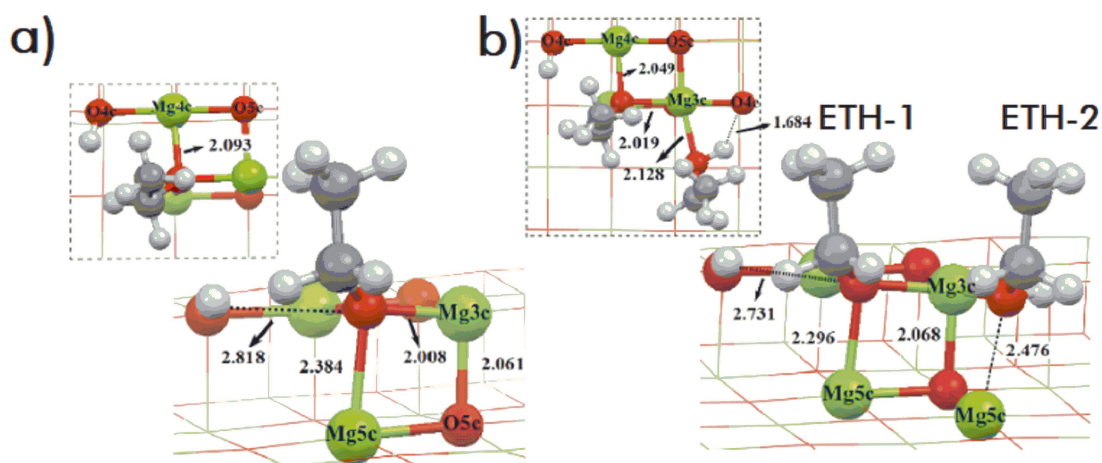 a)
O4c Mg4c O5c
2.093
Mg3c
2.818
2.384
2.008
2.061
Mg5c O5c
b)
O4c Mg4c O5c
2.049
Mg3c O4c
2.019
1.684
2.128
ETH-1 ETH-2
Mg3c
2.731
2.296
2.068
2.476
Mg5c
Mg5c